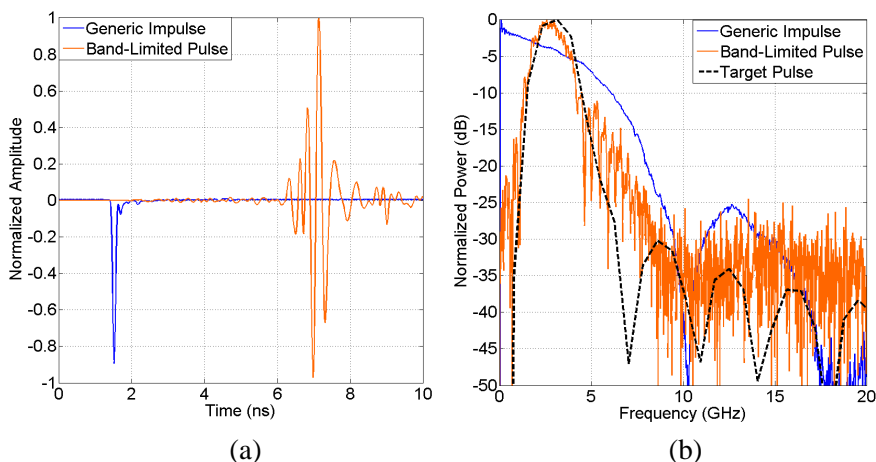 Generic Impulse
Band-Limited Pulse
Normalized Amplitude
1
0.8
0.6
0.4
0.2
0
-0.2
-0.4
-0.6
-0.8
-1
0 2 4 6 8 10
Time (ns)
(a)
Generic Impulse
Band-Limited Pulse
Target Pulse
Normalized Power (dB)
0
-5
-10
-15
-20
-25
-30
-35
-40
-45
-50
0 5 10 15 20
Frequency (GHz)
(b)